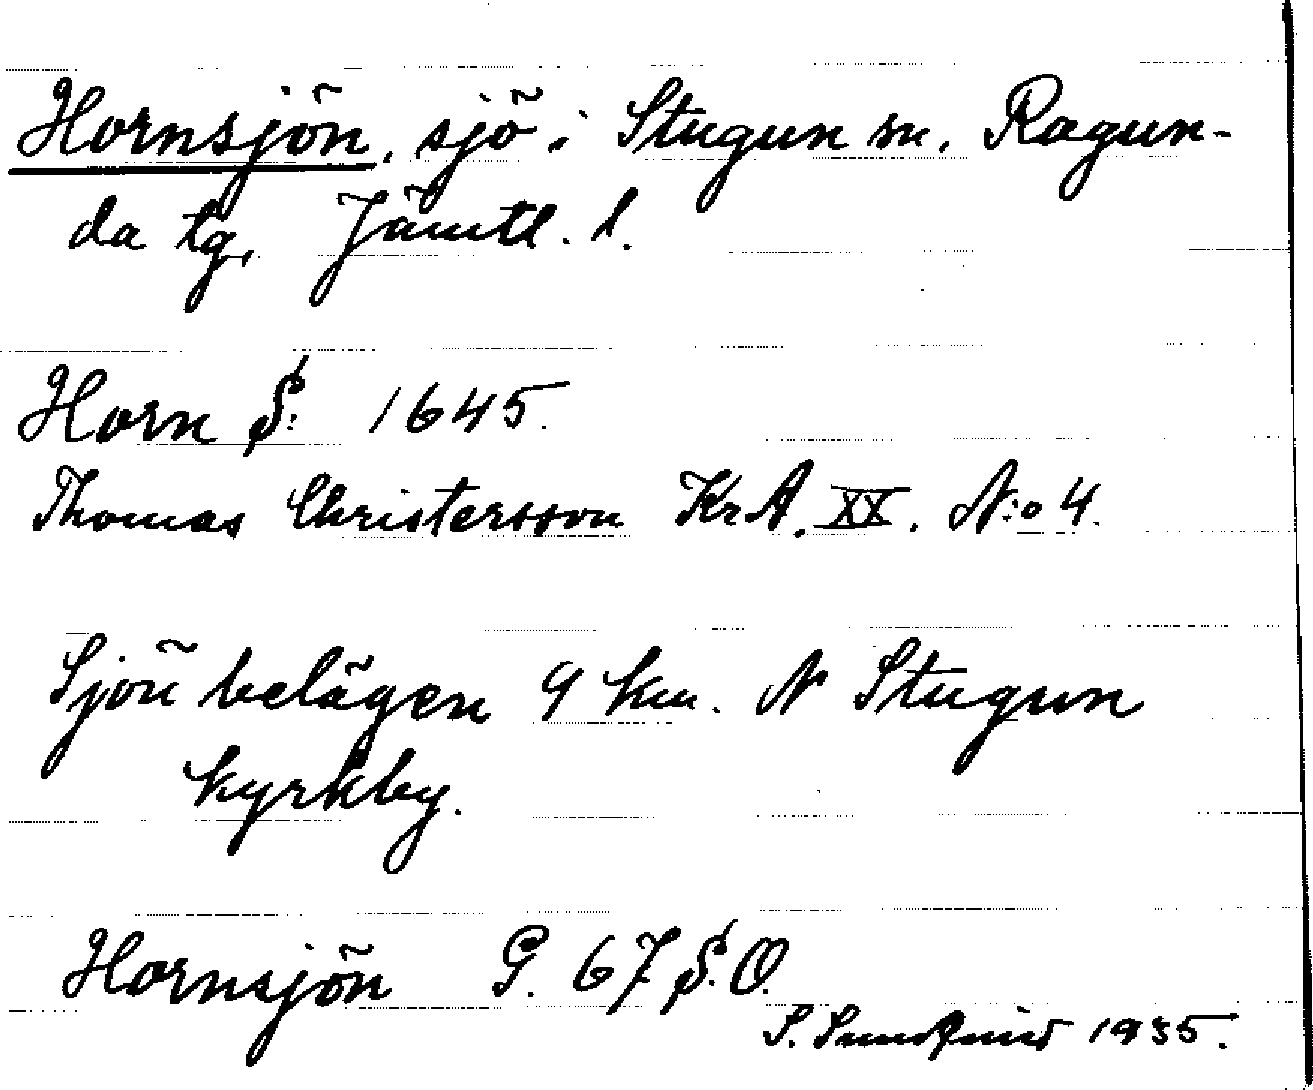 Hornsjön, sjö i Stugun sn. Ragun-
da tg, Jämtl. l.
Horn S: 1645.
Thomas Christersson KrA. XX. N:o 4.
Sjön belägen 9 km. N Stugun
kyrkby.
Hornsjön G. 67 S.O.
S. Sundqvist 1935.